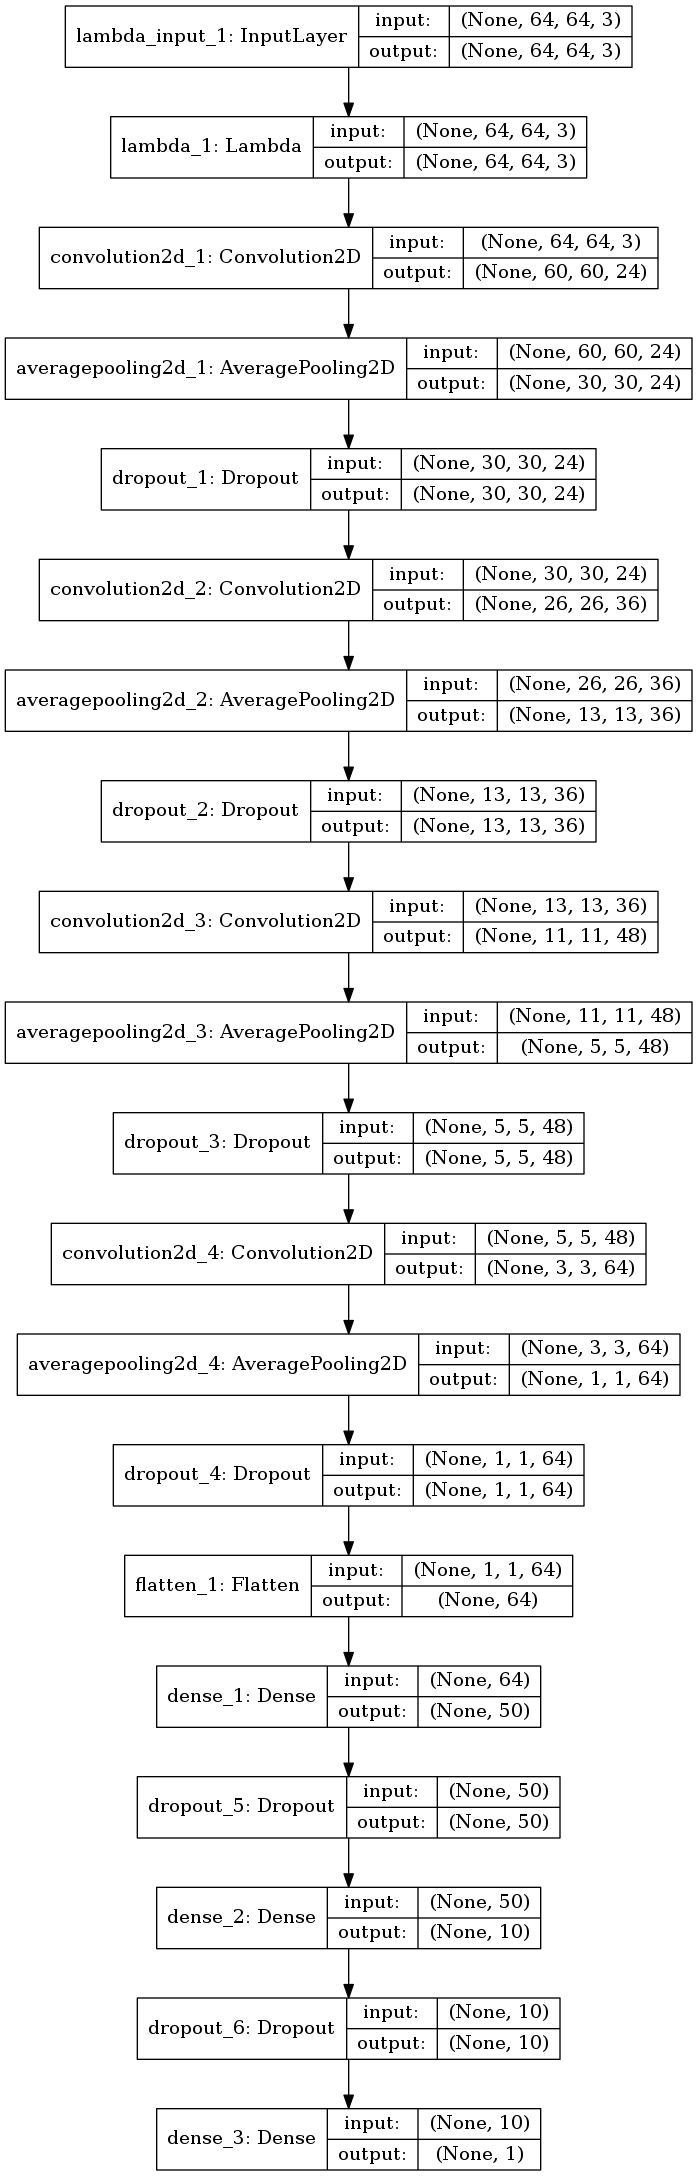 lambda_input_1: InputLayer
input: (None, 64, 64, 3)
output: (None, 64, 64, 3)
lambda_1: Lambda
input: (None, 64, 64, 3)
output: (None, 64, 64, 3)
convolution2d_1: Convolution2D
input: (None, 64, 64, 3)
output: (None, 60, 60, 24)
averagepooling2d_1: AveragePooling2D
input: (None, 60, 60, 24)
output: (None, 30, 30, 24)
dropout_1: Dropout
input: (None, 30, 30, 24)
output: (None, 30, 30, 24)
convolution2d_2: Convolution2D
input: (None, 30, 30, 24)
output: (None, 26, 26, 36)
averagepooling2d_2: AveragePooling2D
input: (None, 26, 26, 36)
output: (None, 13, 13, 36)
dropout_2: Dropout
input: (None, 13, 13, 36)
output: (None, 13, 13, 36)
convolution2d_3: Convolution2D
input: (None, 13, 13, 36)
output: (None, 11, 11, 48)
averagepooling2d_3: AveragePooling2D
input: (None, 11, 11, 48)
output: (None, 5, 5, 48)
dropout_3: Dropout
input: (None, 5, 5, 48)
output: (None, 5, 5, 48)
convolution2d_4: Convolution2D
input: (None, 5, 5, 48)
output: (None, 3, 3, 64)
averagepooling2d_4: AveragePooling2D
input: (None, 3, 3, 64)
output: (None, 1, 1, 64)
dropout_4: Dropout
input: (None, 1, 1, 64)
output: (None, 1, 1, 64)
flatten_1: Flatten
input: (None, 1, 1, 64)
output: (None, 64)
dense_1: Dense
input: (None, 64)
output: (None, 50)
dropout_5: Dropout
input: (None, 50)
output: (None, 50)
dense_2: Dense
input: (None, 50)
output: (None, 10)
dropout_6: Dropout
input: (None, 10)
output: (None, 10)
dense_3: Dense
input: (None, 10)
output: (None, 1)